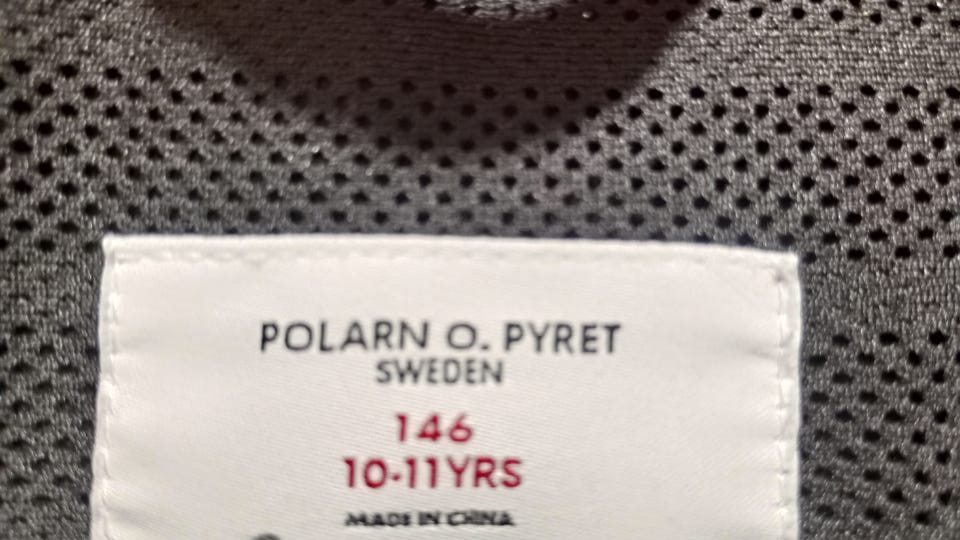 POLARN O. PYRET
SWEDEN
146
10-11YRS
MADE IN CHINA